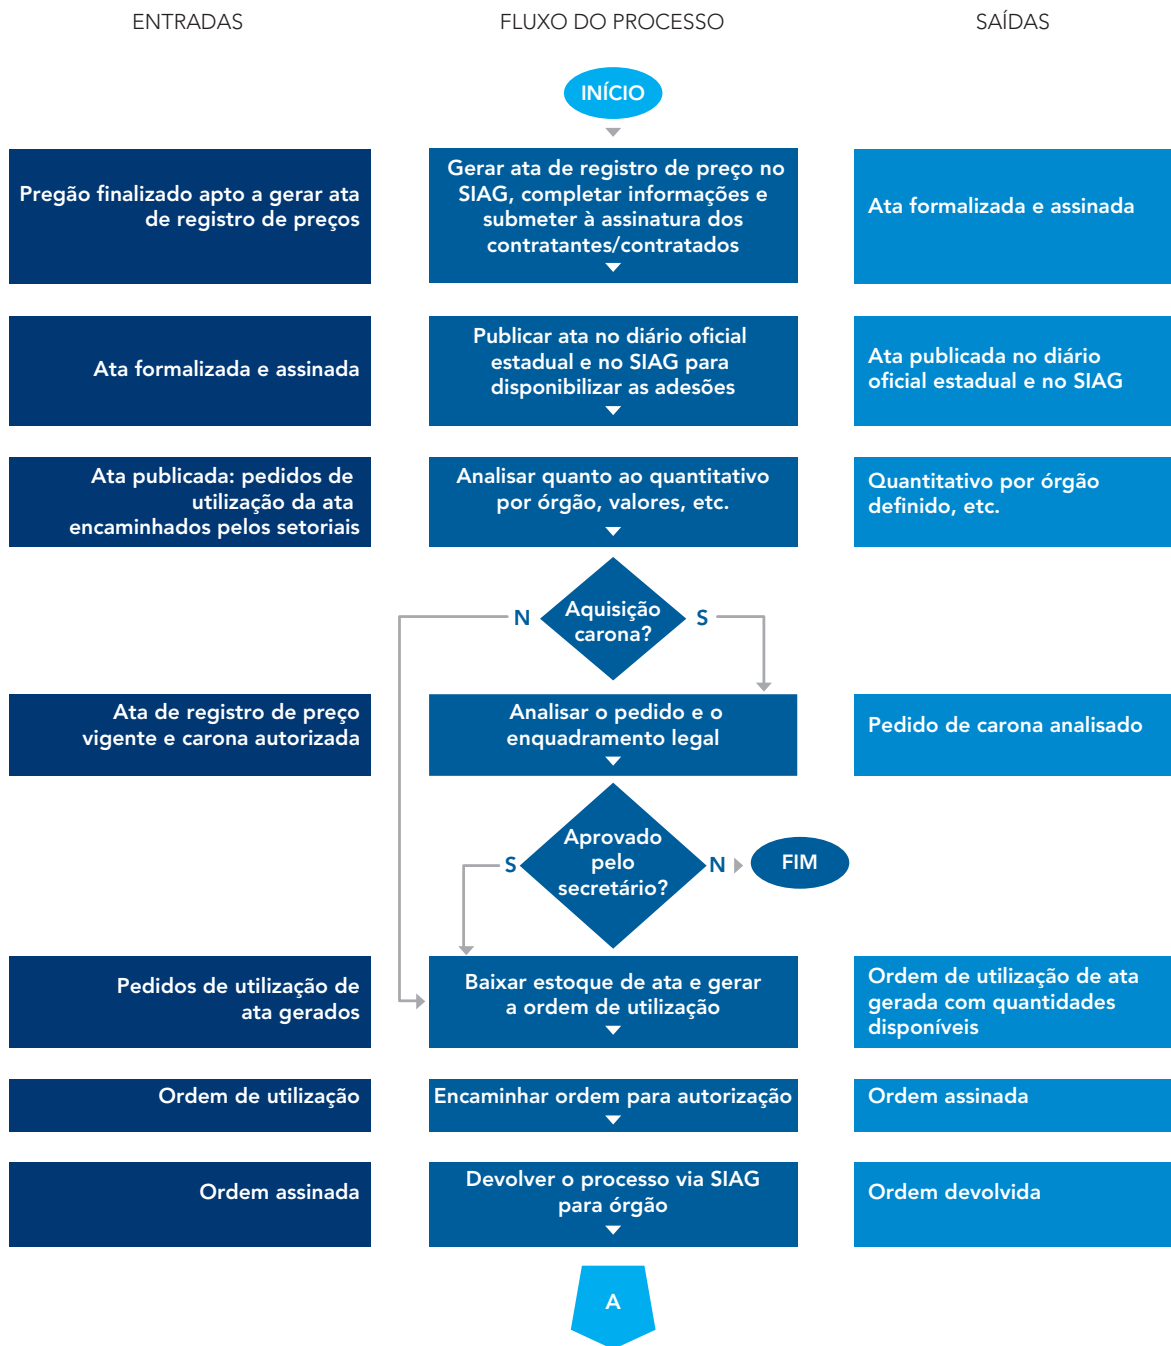 ENTRADAS
FLUXO DO PROCESSO
SAÍDAS
INÍCIO
Pregão finalizado apto a gerar ata
de registro de preços
Gerar ata de registro de preço no
SIAG, completar informações e
submeter à assinatura dos
contratantes/contratados
Ata formalizada e assinada
Ata formalizada e assinada
Publicar ata no diário oficial
estadual e no SIAG para
disponibilizar as adesões
Ata publicada no diário
oficial estadual e no SIAG
Ata publicada: pedidos de
utilização da ata
encaminhados pelos setoriais
Analisar quanto ao quantitativo
por órgão, valores, etc.
Quantitativo por órgão
definido, etc.
N
Aquisição
carona?
S
Ata de registro de preço
vigente e carona autorizada
Analisar o pedido e o
enquadramento legal
Pedido de carona analisado
S
Aprovado
pelo
secretário?
N
FIM
Pedidos de utilização de
ata gerados
Baixar estoque de ata e gerar
a ordem de utilização
Ordem de utilização de ata
gerada com quantidades
disponíveis
Ordem de utilização
Encaminhar ordem para autorização
Ordem assinada
Ordem assinada
Devolver o processo via SIAG
para órgão
Ordem devolvida
A